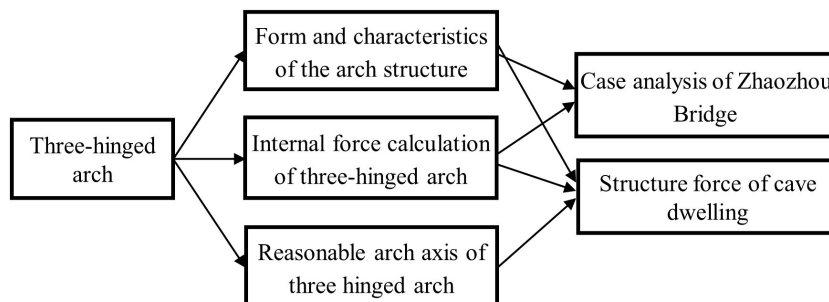 Three-hinged
arch
Form and characteristics
of the arch structure
Internal force calculation
of three-hinged arch
Reasonable arch axis of
three hinged arch
Case analysis of Zhaozhou
Bridge
Structure force of cave
dwelling